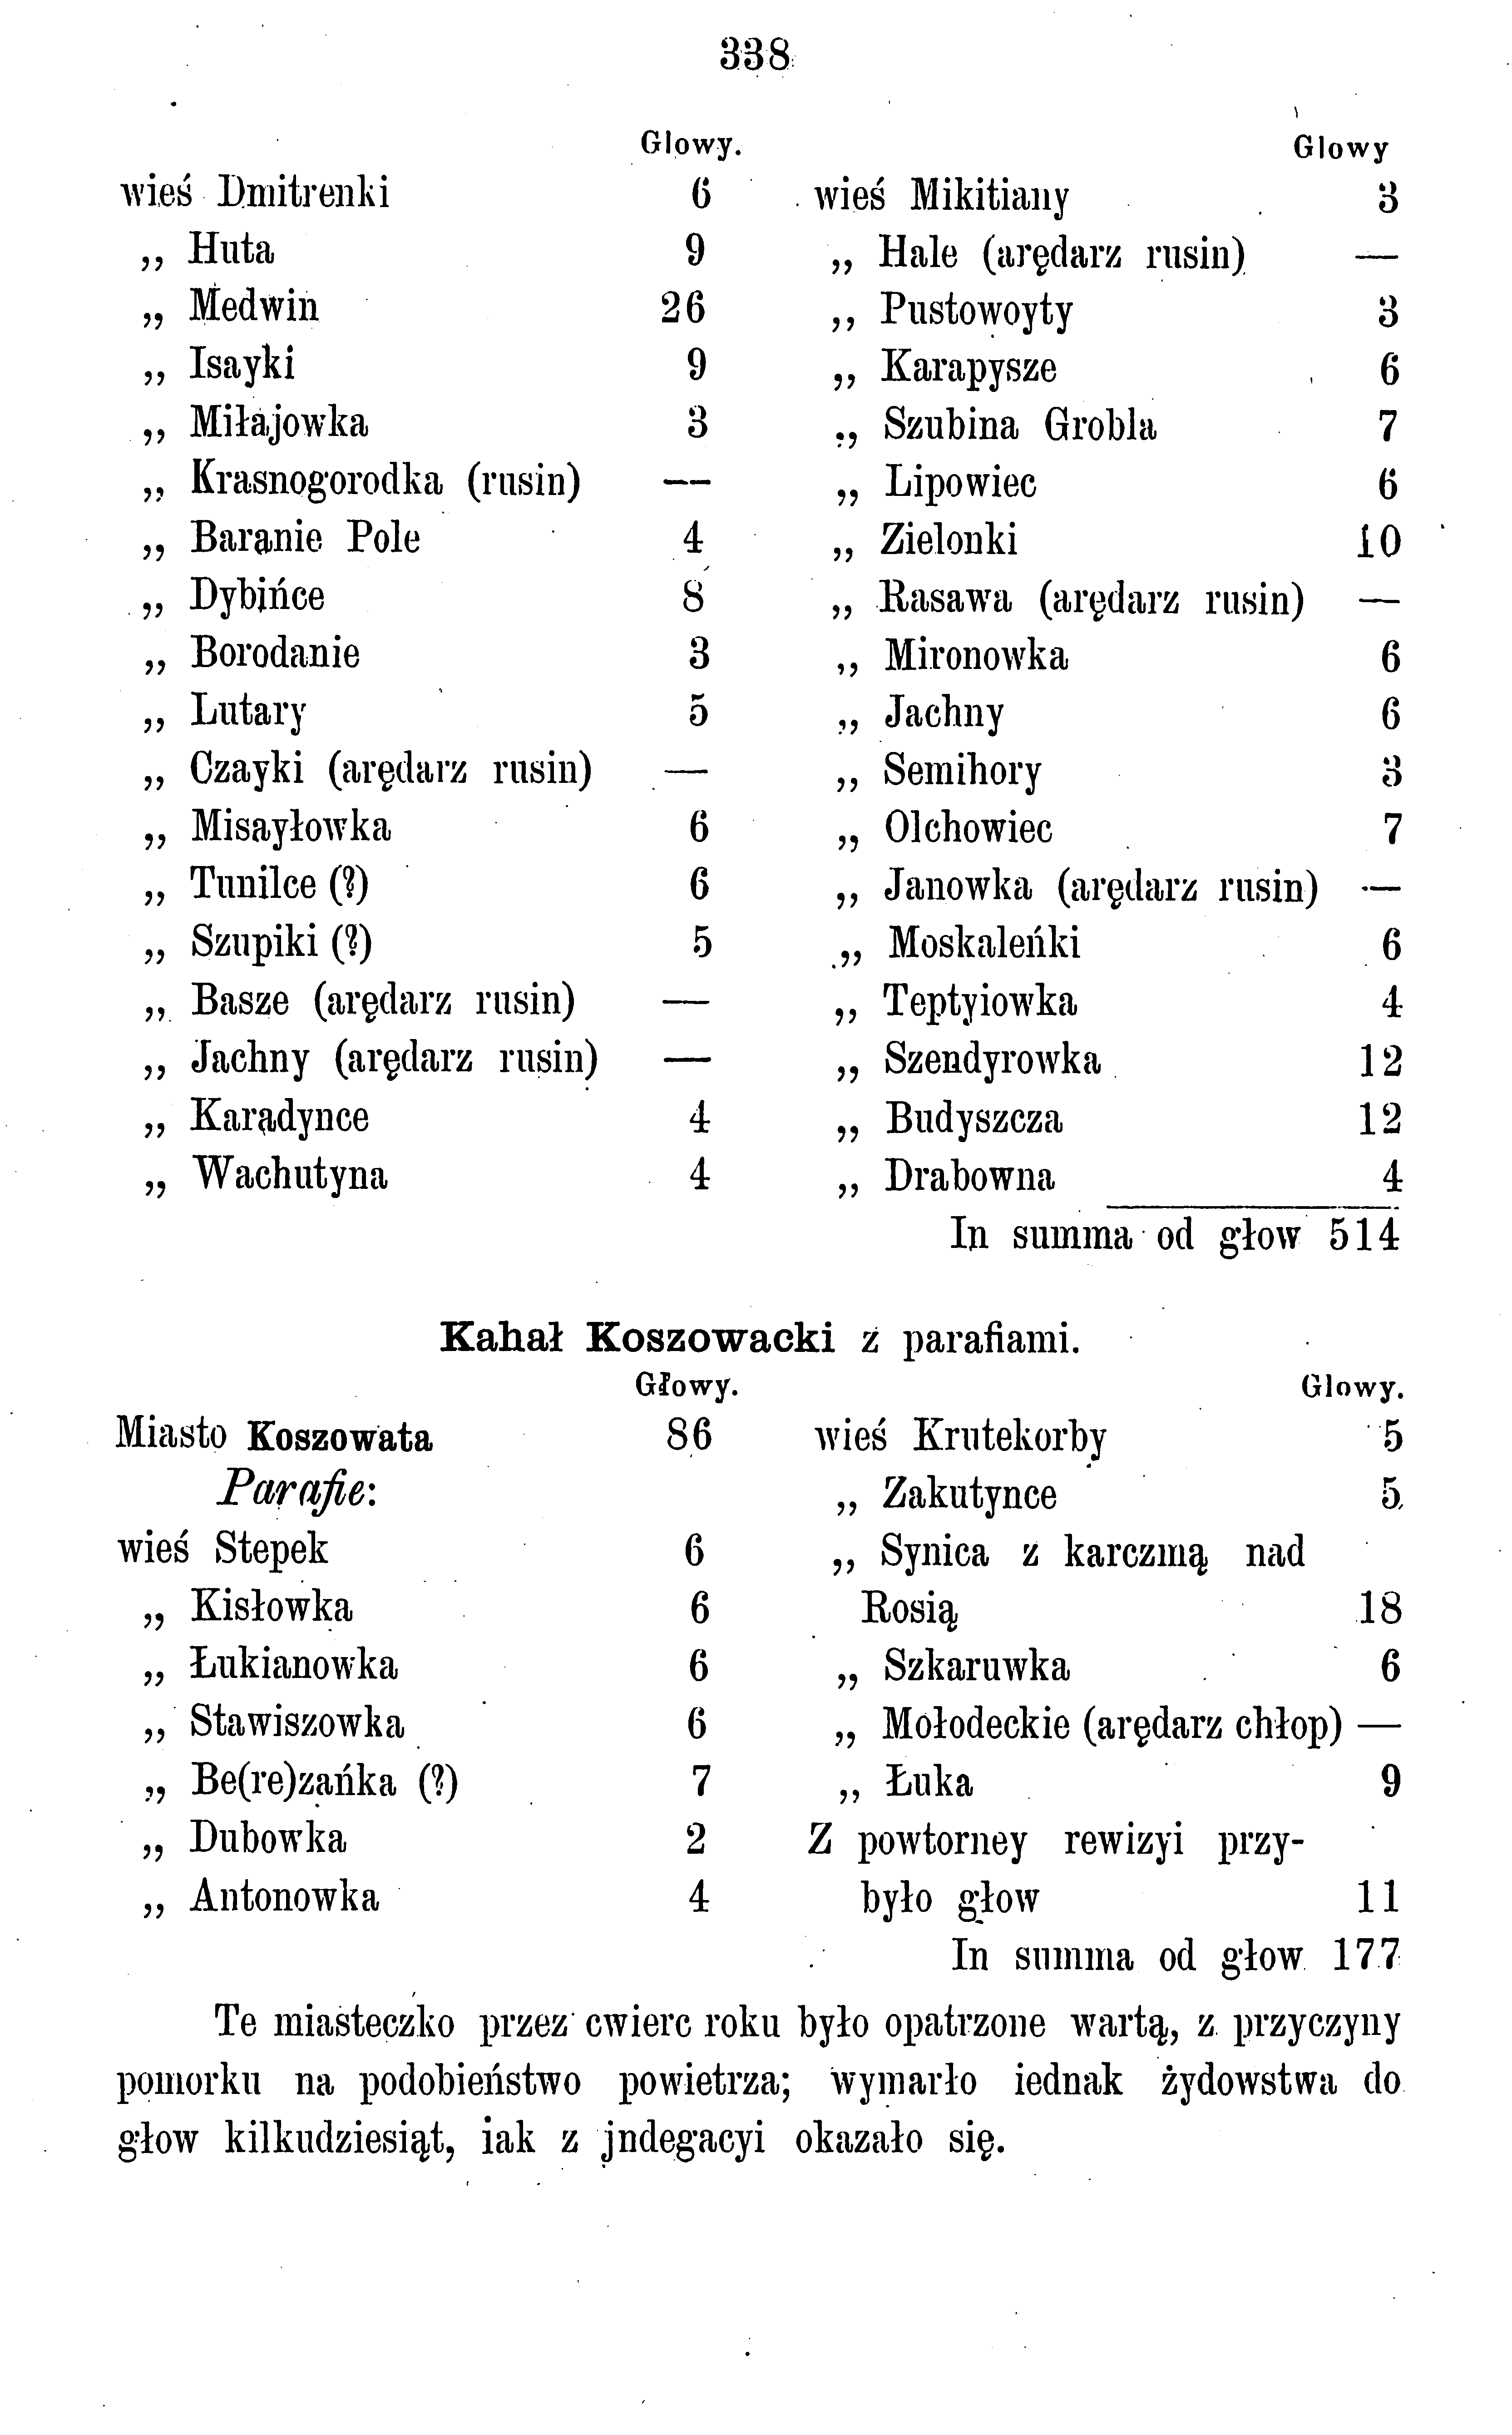 338
Glowy.
wieś Dmitrenki 6
„ Huta 9
„ Medwin 26
„ Isayki 9
„ Miłajowka 3
„ Krasnogorodka (rusin) —
„ Baranie Pole 4
„ Dybińce 8
„ Borodanie 3
„ Lutary 5
„ Czayki (arędarz rusin) —
„ Misayłowka 6
„ Tunilce (?) 6
„ Szupiki (?) 5
„ Basze (arędarz rusin) —
„ Jachny (arędarz rusin) —
„ Karadynce 4
„ Wachutyna 4
Glowy
wieś Mikitiany 3
„ Hale (arędarz rusin) —
„ Pustowoyty 3
„ Karapysze 6
„ Szubina Grobla 7
„ Lipowiec 6
„ Zielonki 10
„ Rasawa (arędarz rusin) —
„ Mironowka 6
„ Jachny 6
„ Semihory 3
„ Olchowiec 7
„ Janowka (arędarz rusin) —
„ Moskaleńki 6
„ Teptyiowka 4
„ Szendyrowka 12
„ Budyszcza 12
„ Drabowna 4
In summa od głow 514
Kahał Koszowacki z parafiami.
Głowy.
Miasto Koszowata 86
Parafie:
wieś Stepek 6
„ Kisłowka 6
„ Łukianowka 6
„ Stawiszowka 6
„ Be(re)zańka (?) 7
„ Dubowka 2
„ Antonowka 4
Glowy.
wieś Krutekorby 5
„ Zakutynce 5
„ Synica z karczmą nad
Rosią 18
„ Szkaruwka 6
„ Mołodeckie (arędarz chłop) —
„ Łuka 9
Z powtorney rewizyi przy-
było głow 11
In summa od głow 177
Te miasteczko przez cwierc roku było opatrzone wartą, z przyczyny
pomorku na podobieństwo powietrza; wymarło iednak żydowstwa do
głow kilkudziesiąt, iak z jndegacyi okazało się.